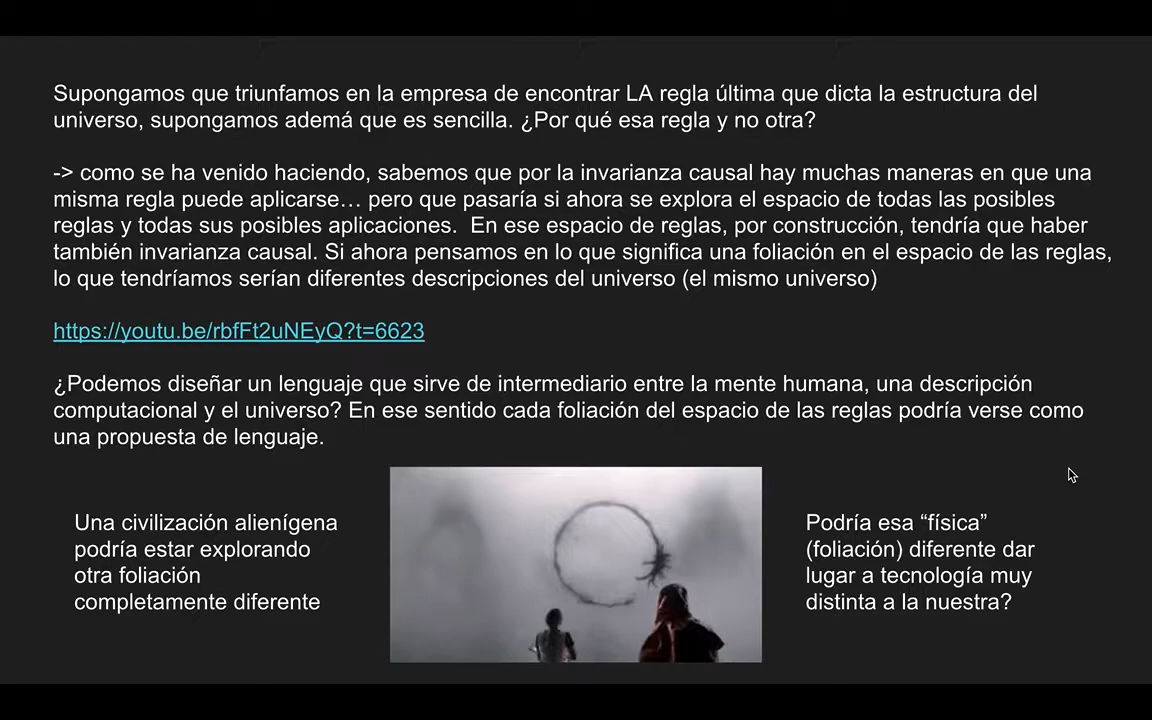 Supongamos que triunfamos en la empresa de encontrar LA regla última que dicta la estructura del
universo, supongamos ademá que es sencilla. ¿Por qué esa regla y no otra?
-> como se ha venido haciendo, sabemos que por la invarianza causal hay muchas maneras en que una
misma regla puede aplicarse… pero que pasaría si ahora se explora el espacio de todas las posibles
reglas y todas sus posibles aplicaciones.  En ese espacio de reglas, por construcción, tendría que haber
también invarianza causal. Si ahora pensamos en lo que significa una foliación en el espacio de las reglas,
lo que tendríamos serían diferentes descripciones del universo (el mismo universo)
https://youtu.be/rbfFt2uNEyQ?t=6623
¿Podemos diseñar un lenguaje que sirve de intermediario entre la mente humana, una descripción
computacional y el universo? En ese sentido cada foliación del espacio de las reglas podría verse como
una propuesta de lenguaje.
Una civilización alienígena
podría estar explorando
otra foliación
completamente diferente
Podría esa “física”
(foliación) diferente dar
lugar a tecnología muy
distinta a la nuestra?